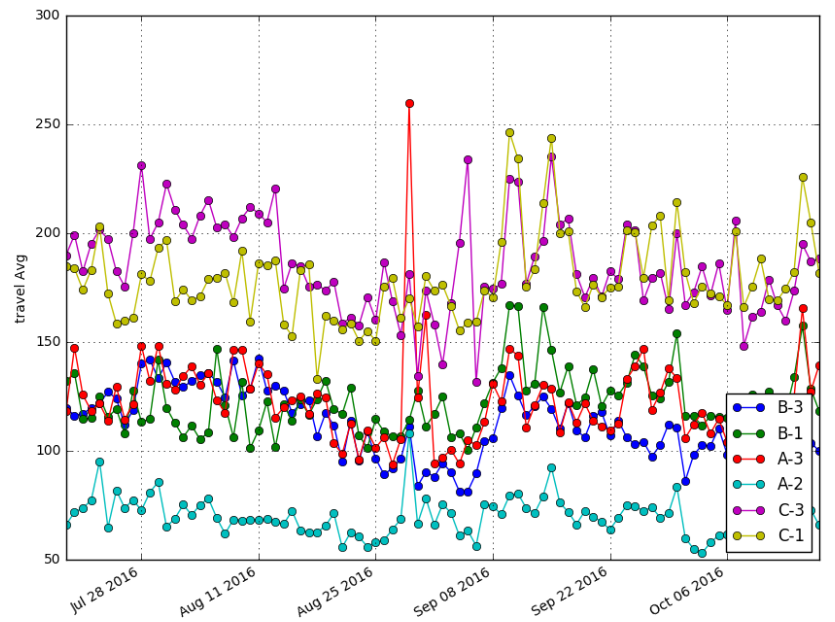 300
250
200
150
100
50
travel Avg
Jul 28 2016
Aug 11 2016
Aug 25 2016
Sep 08 2016
Sep 22 2016
Oct 06 2016
B-3
B-1
A-3
A-2
C-3
C-1